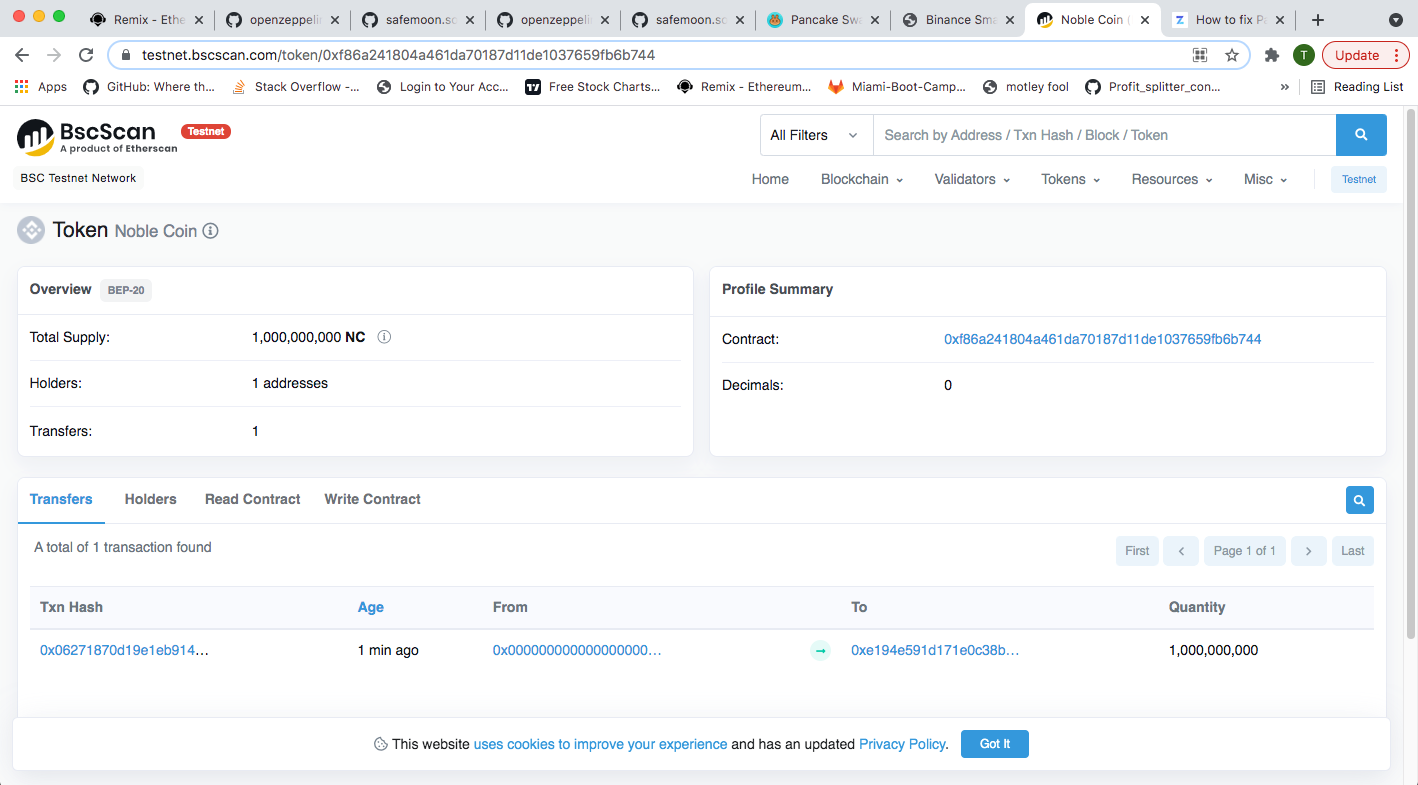 Remix - Ethe
openzeppeli
safemoon.sc
openzeppeli
safemoon.sc
Pancake Sw
Binance Sma
Noble Coin (
How to fix P
testnet.bscscan.com/token/0xf86a241804a461da70187d11de1037659fb6b744
T
Update
Apps
GitHub: Where th...
Stack Overflow -...
Login to Your Acc...
Free Stock Charts...
Remix - Ethereum...
Miami-Boot-Camp...
motley fool
Profit_splitter_con...
»
Reading List
BscScan
Testnet
A product of Etherscan
BSC Testnet Network
All Filters
Search by Address / Txn Hash / Block / Token
Home
Blockchain
Validators
Tokens
Resources
Misc
Testnet
Token Noble Coin
Overview BEP-20
Total Supply: 1,000,000,000 NC
Holders: 1 addresses
Transfers: 1
Profile Summary
Contract: 0xf86a241804a461da70187d11de1037659fb6b744
Decimals: 0
Transfers Holders Read Contract Write Contract
A total of 1 transaction found
First Page 1 of 1 Last
Txn Hash Age From To Quantity
0x06271870d19e1eb914... 1 min ago 0x000000000000000000... 0xe194e591d171e0c38b... 1,000,000,000
This website uses cookies to improve your experience and has an updated Privacy Policy.
Got It